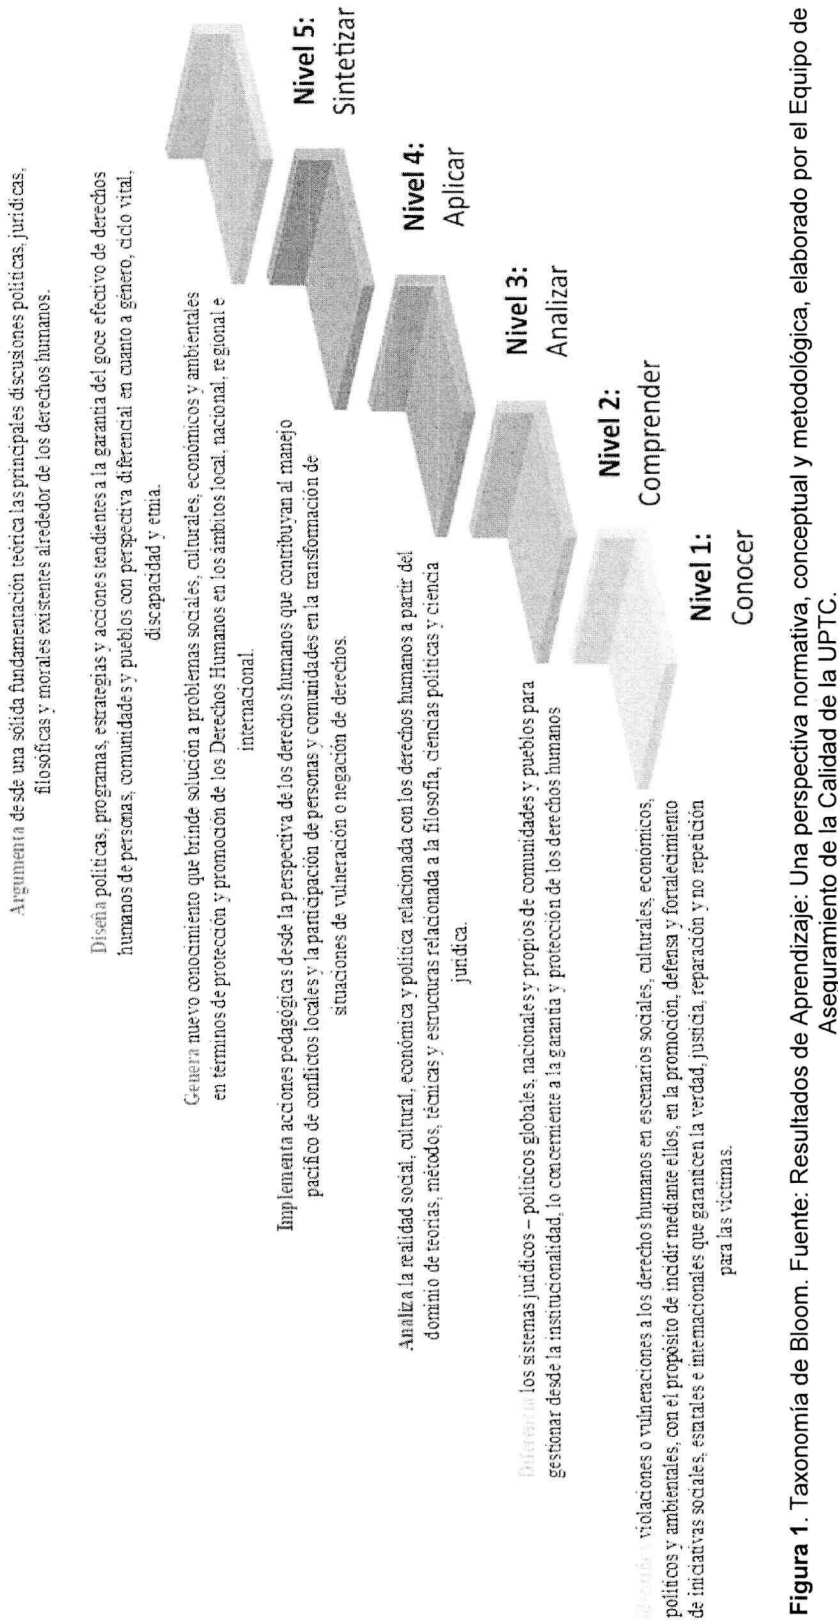 Argumenta desde una sólida fundamentación teórica las principales discusiones políticas, jurídicas,
filosóficas y morales existentes alrededor de los derechos humanos.
Diseña políticas, programas, estrategias y acciones tendientes a la garantía del goce efectivo de derechos
humanos de personas, comunidades y pueblos con perspectiva diferencial en cuanto a género, ciclo vital,
discapacidad y etnia.
Genera nuevo conocimiento que brinde solución a problemas sociales, culturales, económicos y ambientales
en términos de protección y promoción de los Derechos Humanos en los ámbitos local, nacional, regional e
internacional.
Nivel 5:
Sintetizar
Implementa acciones pedagógicas desde la perspectiva de los derechos humanos que contribuyan al manejo
pacífico de conflictos locales y la participación de personas y comunidades en la transformación de
situaciones de vulneración o negación de derechos.
Nivel 4:
Aplicar
Analiza la realidad social, cultural, económica y política relacionada con los derechos humanos a partir del
dominio de teorías, métodos, técnicas y estructuras relacionada a la filosofía, ciencias políticas y ciencia
jurídica.
Nivel 3:
Analizar
Diferencia los sistemas jurídicos – políticos globales, nacionales y propios de comunidades y pueblos para
gestionar desde la institucionalidad, lo concerniente a la garantía y protección de los derechos humanos
Nivel 2:
Comprender
violaciones o vulneraciones a los derechos humanos en escenarios sociales, culturales, económicos,
políticos y ambientales, con el propósito de incidir mediante ellos, en la promoción, defensa y fortalecimiento
de iniciativas sociales, estatales e internacionales que garanticen la verdad, justicia, reparación y no repetición
para las víctimas.
Nivel 1:
Conocer
Figura 1. Taxonomía de Bloom. Fuente: Resultados de Aprendizaje: Una perspectiva normativa, conceptual y metodológica, elaborado por el Equipo de
Aseguramiento de la Calidad de la UPTC.